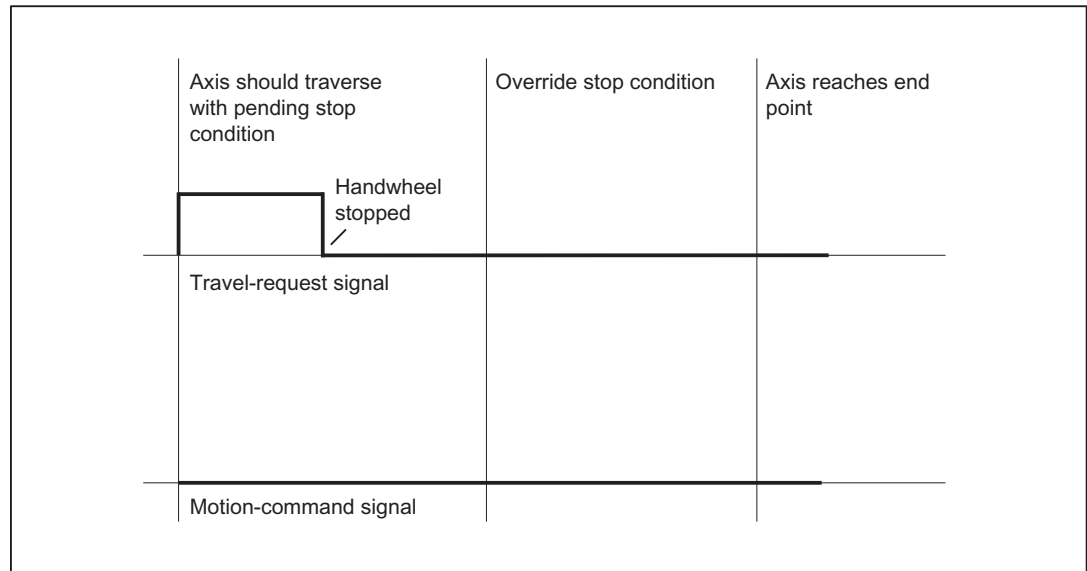 Axis should traverse
with pending stop
condition
Override stop condition
Axis reaches end
point
Handwheel
stopped
Travel-request signal
Motion-command signal